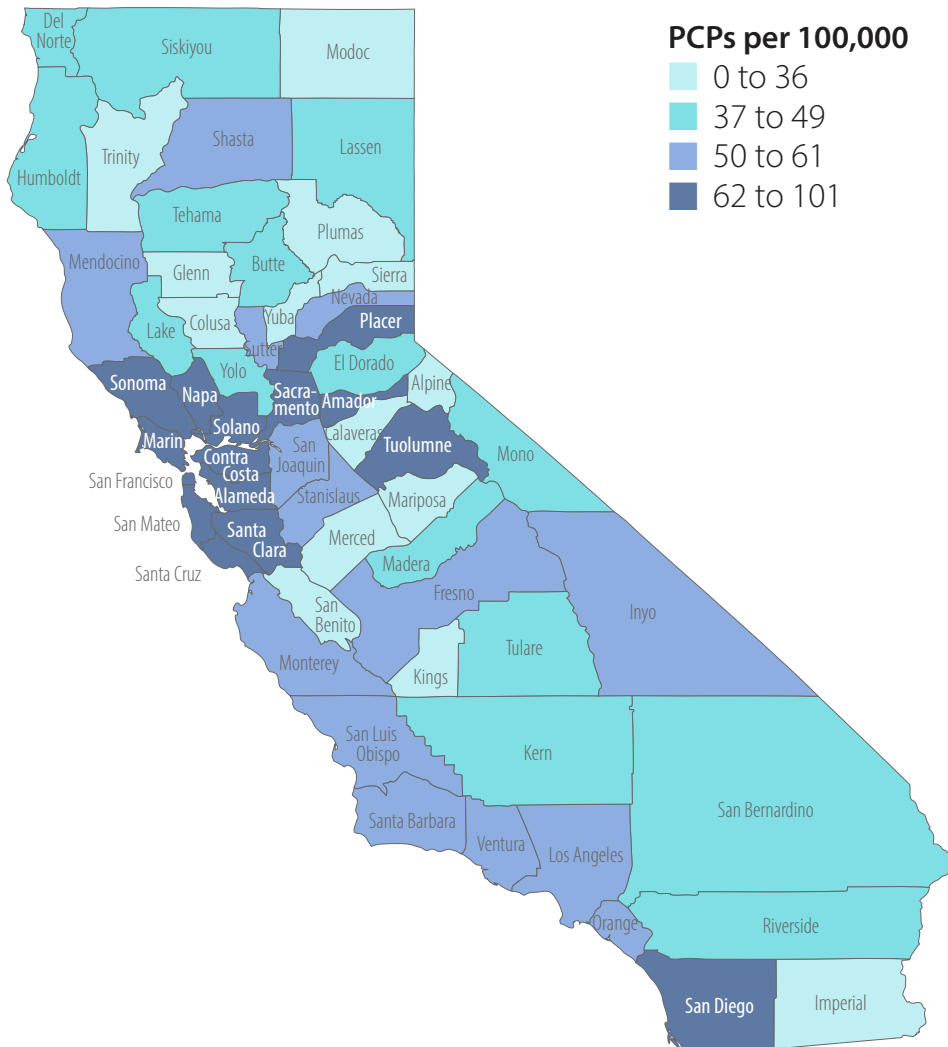 PCPs per 100,000
0 to 36
37 to 49
50 to 61
62 to 101
Del
Norte
Siskiyou
Modoc
Shasta
Lassen
Trinity
Humboldt
Tehama
Plumas
Mendocino
Butte
Glenn
Sierra
Nevada
Yuba
Colusa
Placer
Lake
Sutter
El Dorado
Yolo
Sonoma
Napa
Sacra-
mento
Amador
Alpine
Solano
Calaveras
Marin
San
Joaquin
Tuolumne
Mono
Contra
Costa
San Francisco
Alameda
Stanislaus
Mariposa
San Mateo
Santa
Clara
Merced
Madera
Santa Cruz
Fresno
San
Benito
Inyo
Monterey
Kings
Tulare
San Luis
Obispo
Kern
San Bernardino
Santa Barbara
Ventura
Los Angeles
Orange
Riverside
San Diego
Imperial